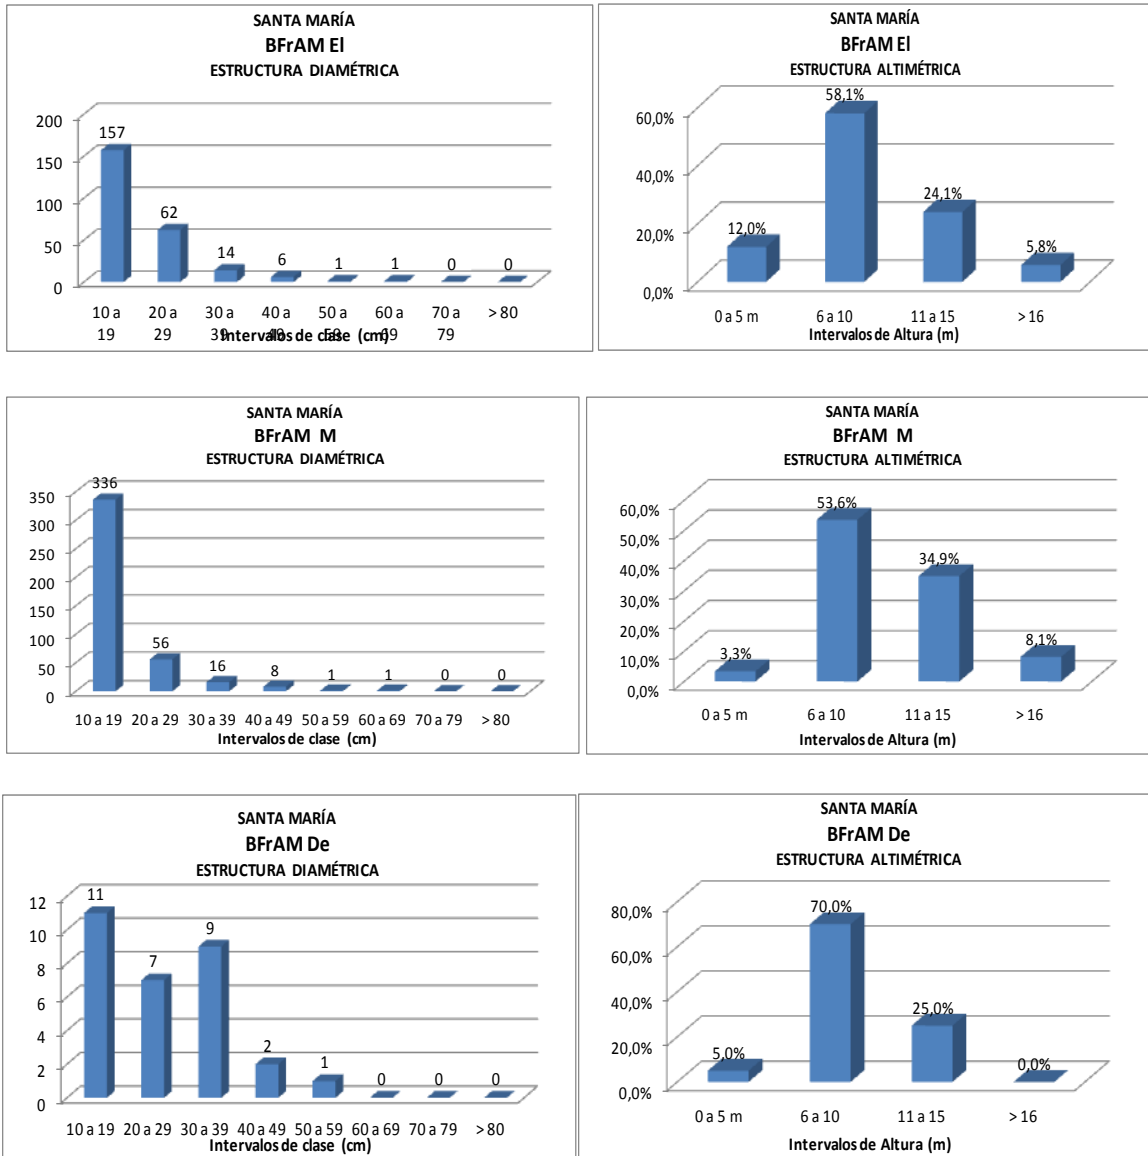 SANTA MARÍA
BFrAM El
ESTRUCTURA DIAMÉTRICA
200
150
100
50
0
157
62
14
6
1
1
0
0
10 a 19
20 a 29
30 a 39
40 a 49
50 a 59
60 a 69
70 a 79
> 80
Intervalos de clase (cm)
SANTA MARÍA
BFrAM El
ESTRUCTURA ALTIMÉTRICA
60,0%
40,0%
20,0%
0,0%
12,0%
58,1%
24,1%
5,8%
0 a 5 m
6 a 10
11 a 15
> 16
Intervalos de Altura (m)
SANTA MARÍA
BFrAM M
ESTRUCTURA DIAMÉTRICA
350
300
250
200
150
100
50
0
336
56
16
8
1
1
0
0
10 a 19 20 a 29 30 a 39 40 a 49 50 a 59 60 a 69 70 a 79 > 80
Intervalos de clase (cm)
SANTA MARÍA
BFrAM M
ESTRUCTURA ALTIMÉTRICA
60,0%
50,0%
40,0%
30,0%
20,0%
10,0%
0,0%
3,3%
53,6%
34,9%
8,1%
0 a 5 m
6 a 10
11 a 15
> 16
Intervalos de Altura (m)
SANTA MARÍA
BFrAM De
ESTRUCTURA DIAMÉTRICA
12
10
8
6
4
2
0
11
7
9
2
1
0
0
0
10 a 19 20 a 29 30 a 39 40 a 49 50 a 59 60 a 69 70 a 79 > 80
Intervalos de clase (cm)
SANTA MARÍA
BFrAM De
ESTRUCTURA ALTIMÉTRICA
80,0%
60,0%
40,0%
20,0%
0,0%
5,0%
70,0%
25,0%
0,0%
0 a 5 m
6 a 10
11 a 15
> 16
Intervalos de Altura (m)